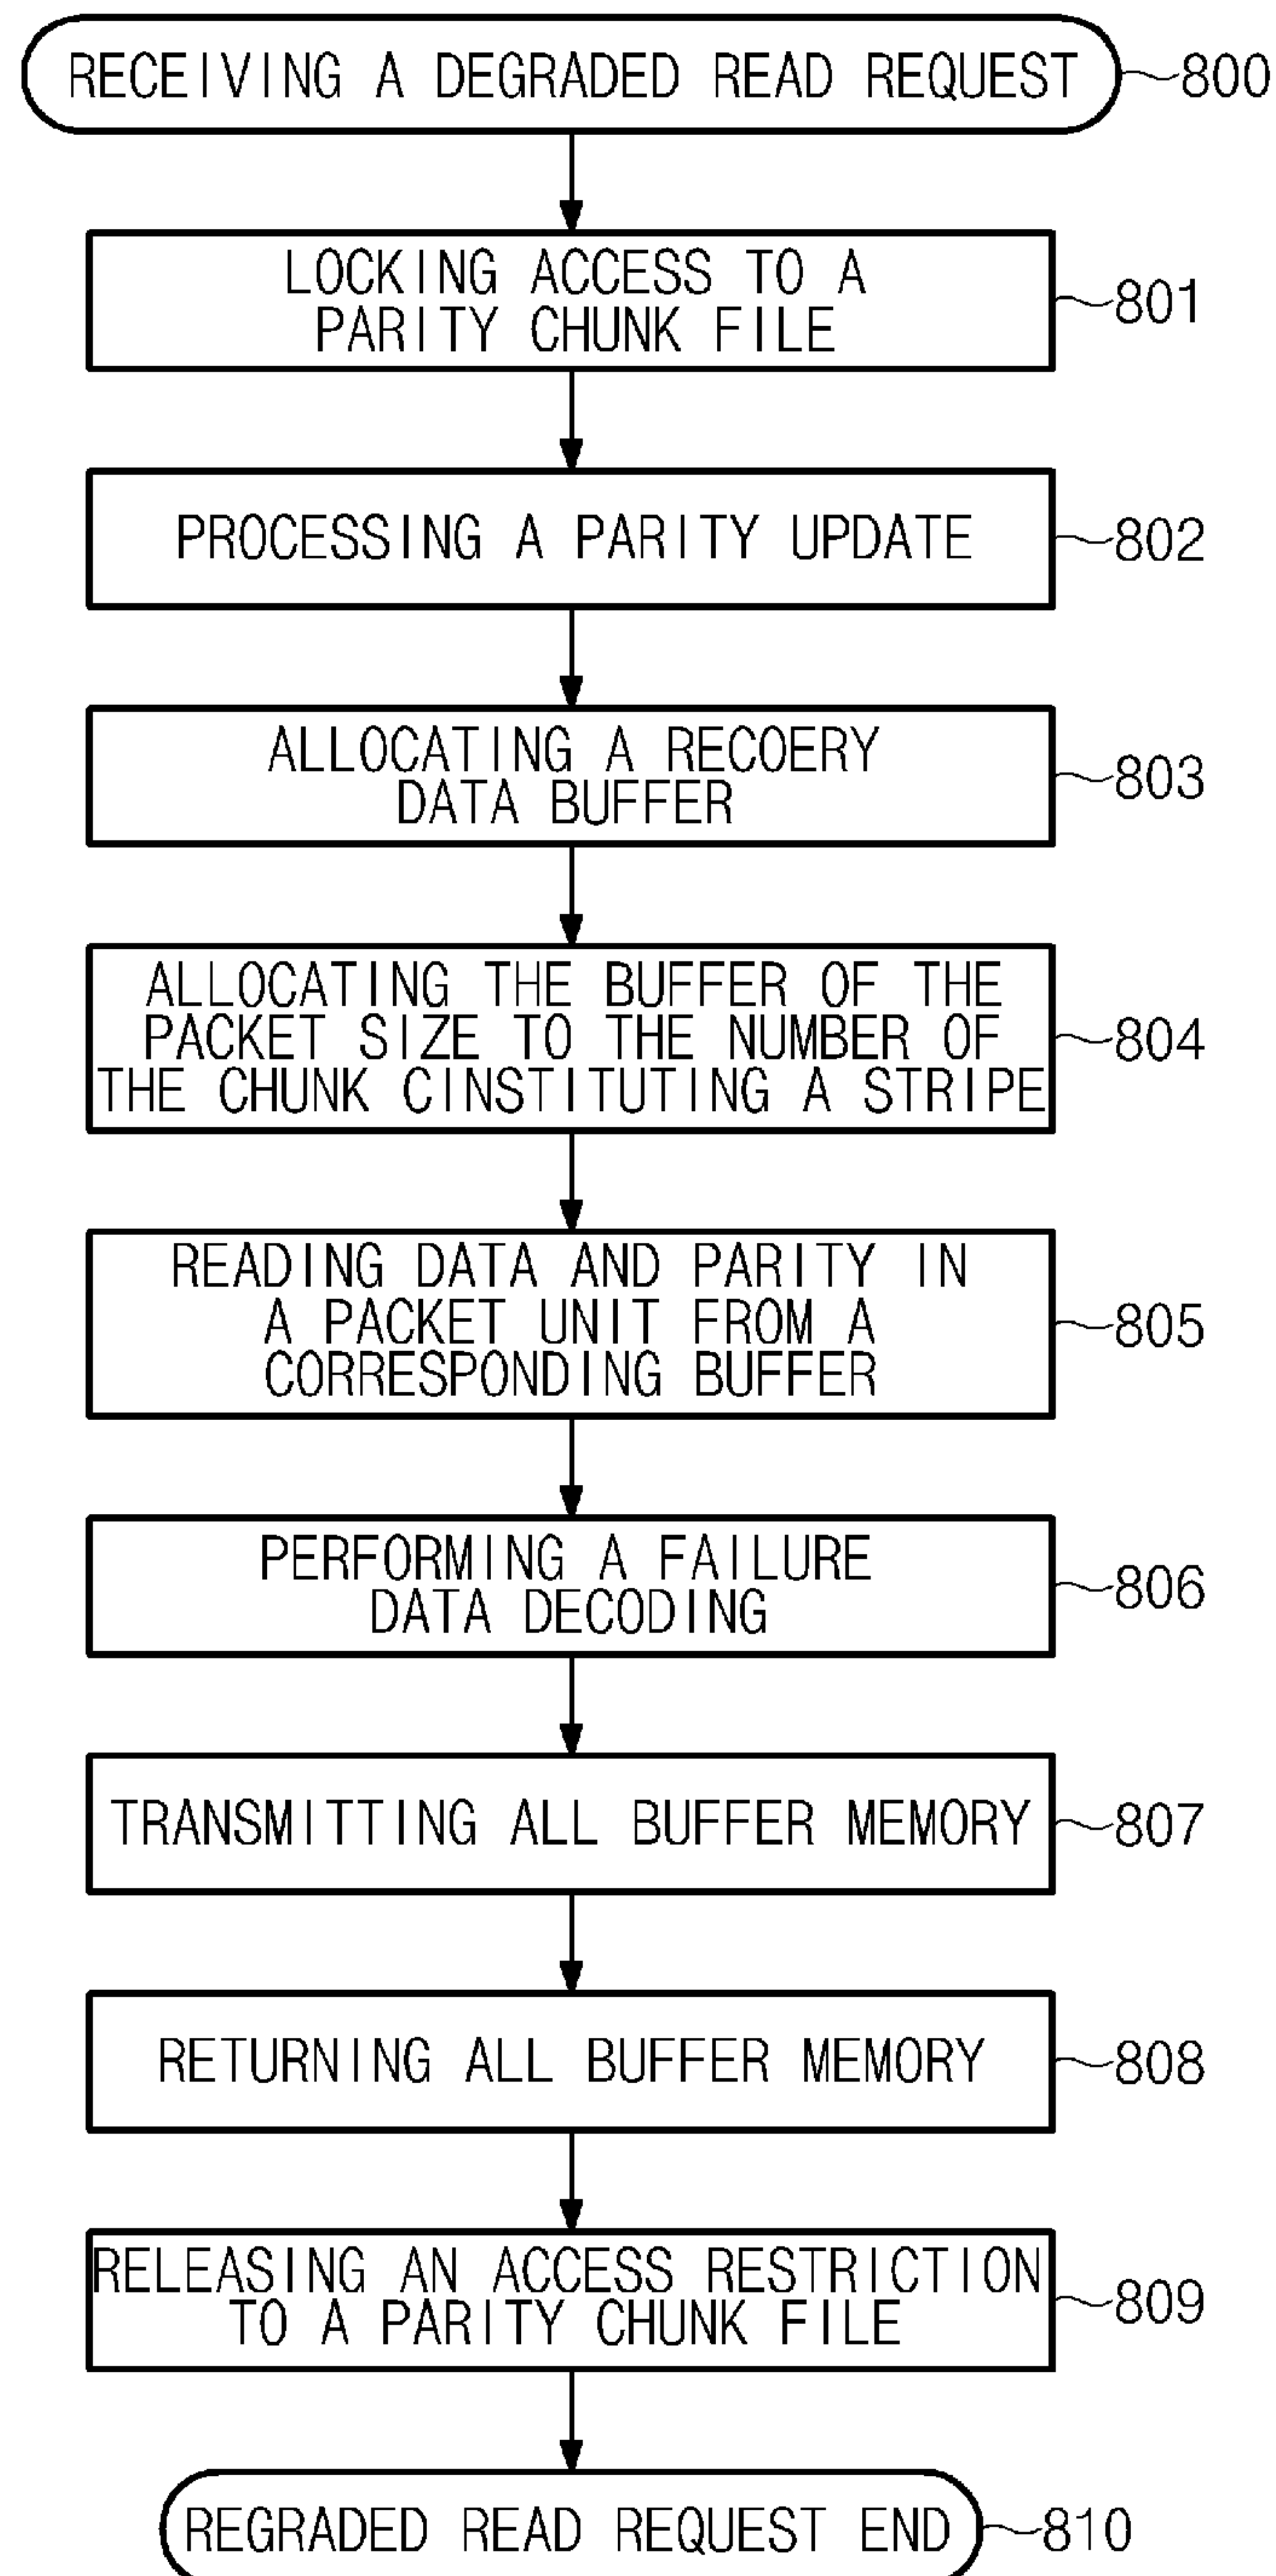 RECEIVING A DEGRADED READ REQUEST 800
LOCKING ACCESS TO A
PARITY CHUNK FILE
801
PROCESSING A PARITY UPDATE 802
ALLOCATING A RECOERY
DATA BUFFER
803
ALLOCATING THE BUFFER OF THE
PACKET SIZE TO THE NUMBER OF
THE CHUNK CINSTITUTING A STRIPE
804
READING DATA AND PARITY IN
A PACKET UNIT FROM A
CORRESPONDING BUFFER
805
PERFORMING A FAILURE
DATA DECODING
806
TRANSMITTING ALL BUFFER MEMORY 807
RETURNING ALL BUFFER MEMORY 808
RELEASING AN ACCESS RESTRICTION
TO A PARITY CHUNK FILE
809
REGRADED READ REQUEST END 810